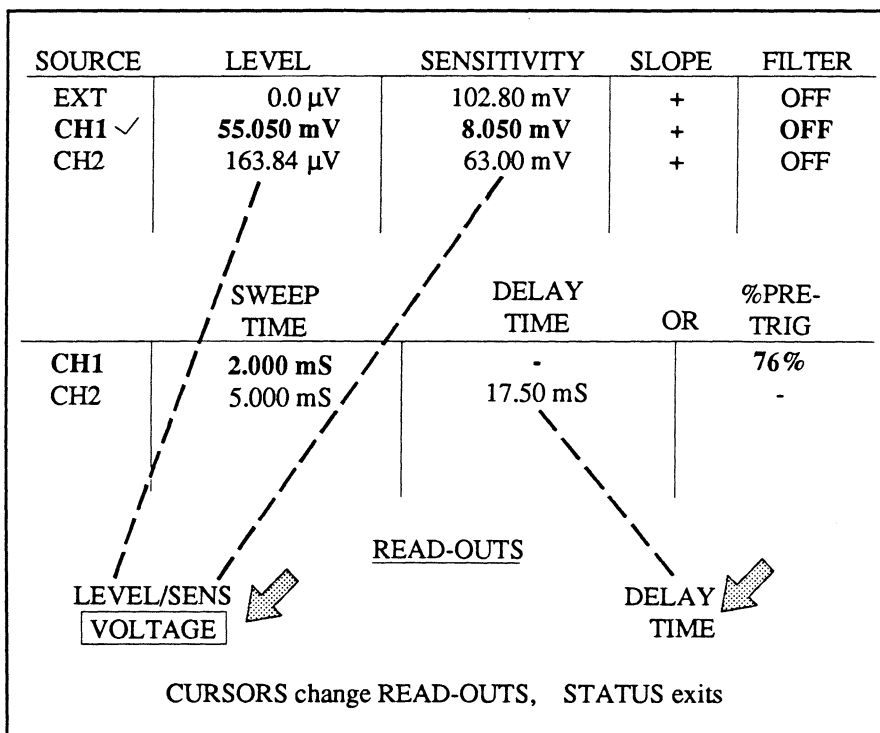 SOURCE LEVEL SENSITIVITY SLOPE FILTER
EXT 0.0 µV 102.80 mV + OFF
CH1 ✓ 55.050 mV 8.050 mV + OFF
CH2 163.84 µV 63.00 mV + OFF
SWEEP DELAY %PRE-
TIME TIME OR TRIG
CH1 2.000 mS - 76%
CH2 5.000 mS 17.50 mS -
READ-OUTS
LEVEL/SENS DELAY
VOLTAGE TIME
CURSORS change READ-OUTS, STATUS exits